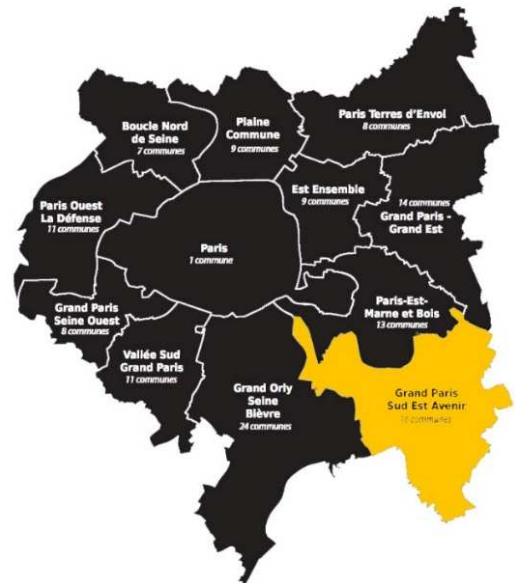 Paris Terres d'Envol
8 communes
Plaine
Commune
9 communes
Boucle Nord
de Seine
7 communes
Est Ensemble
9 communes
14 communes
Grand Paris -
Grand Est
Paris Ouest
La Défense
11 communes
Paris
1 commune
Paris-Est-
Marne et Bois
13 communes
Grand Paris
Seine Ouest
8 communes
Vallée Sud
Grand Paris
11 communes
Grand Orly
Seine
Bièvre
24 communes
Grand Paris
Sud Est Avenir
16 communes